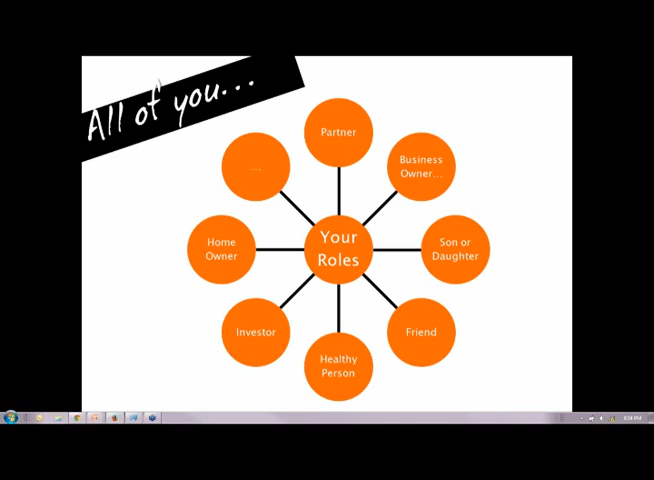 All of you...
Partner
Business
Owner...
Son or
Daughter
Friend
Healthy
Person
Investor
Home
Owner
...
Your
Roles